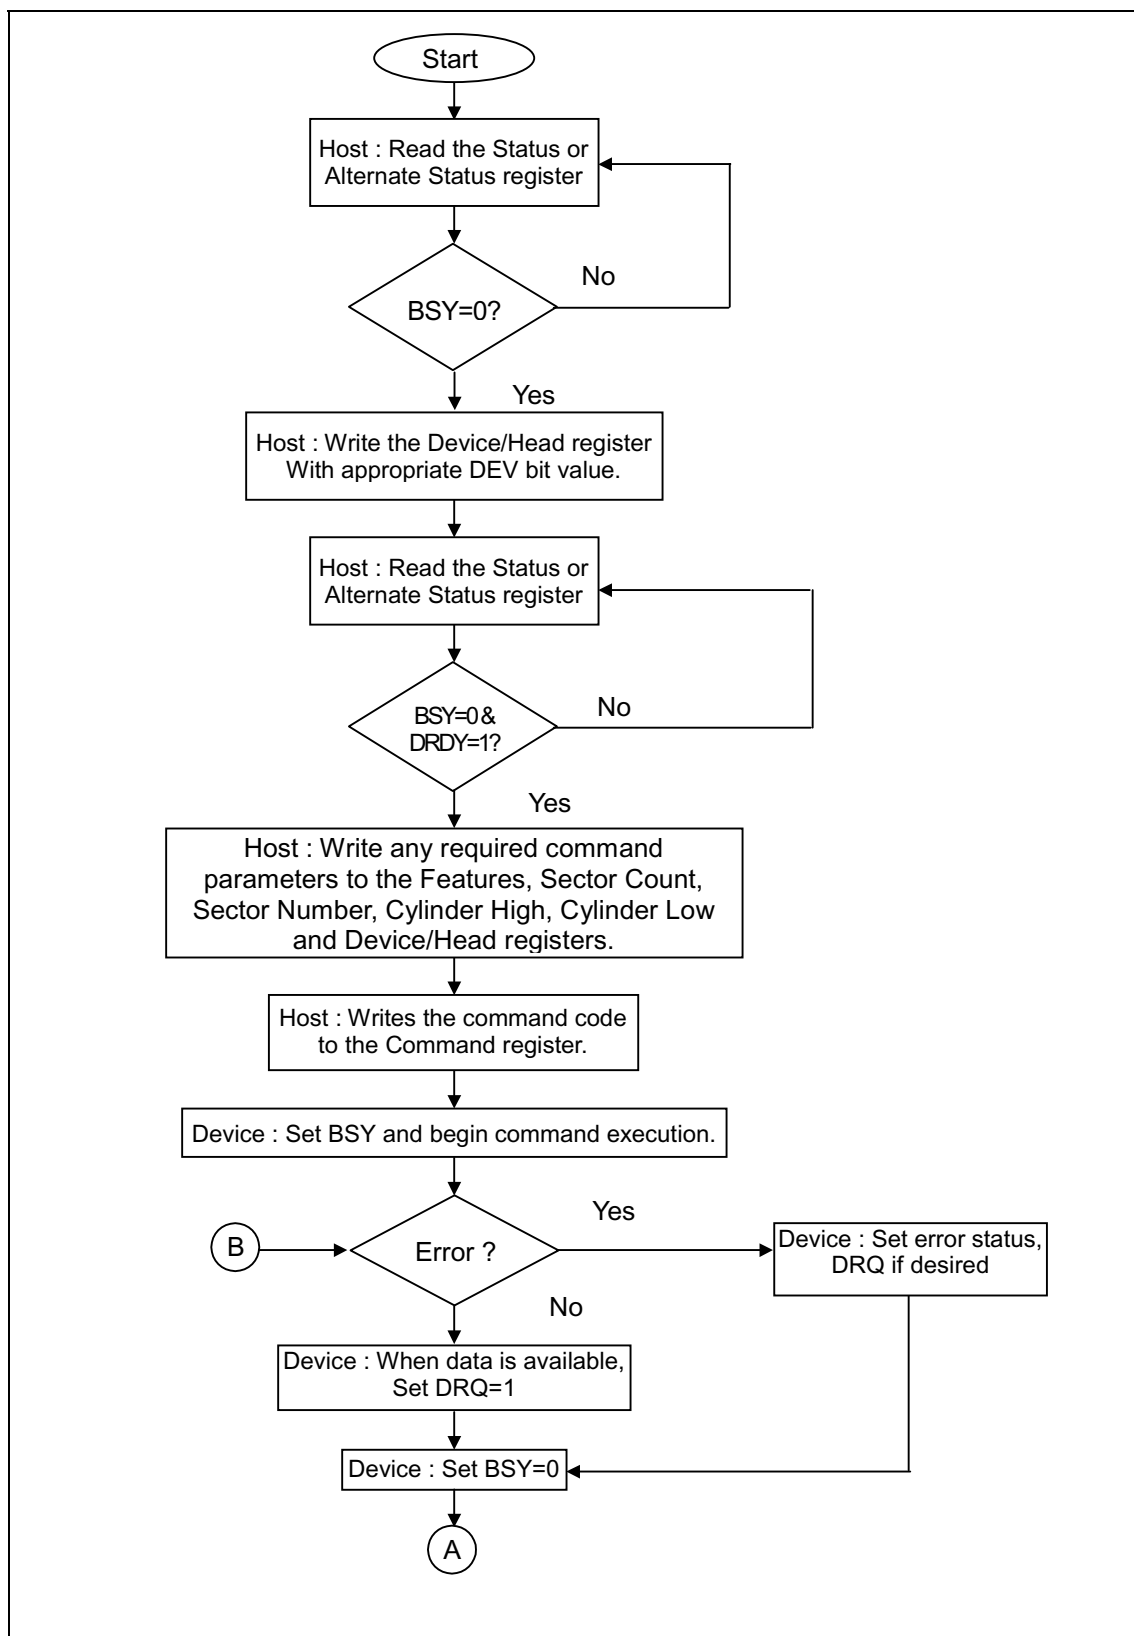 Start
Host : Read the Status or
Alternate Status register
No
BSY=0?
Yes
Host : Write the Device/Head register
With appropriate DEV bit value.
Host : Read the Status or
Alternate Status register
No
BSY=0 &
DRDY=1?
Yes
Host : Write any required command
parameters to the Features, Sector Count,
Sector Number, Cylinder High, Cylinder Low
and Device/Head registers.
Host : Writes the command code
to the Command register.
Device : Set BSY and begin command execution.
Yes
B
Error ?
Device : Set error status,
DRQ if desired
No
Device : When data is available,
Set DRQ=1
Device : Set BSY=0
A